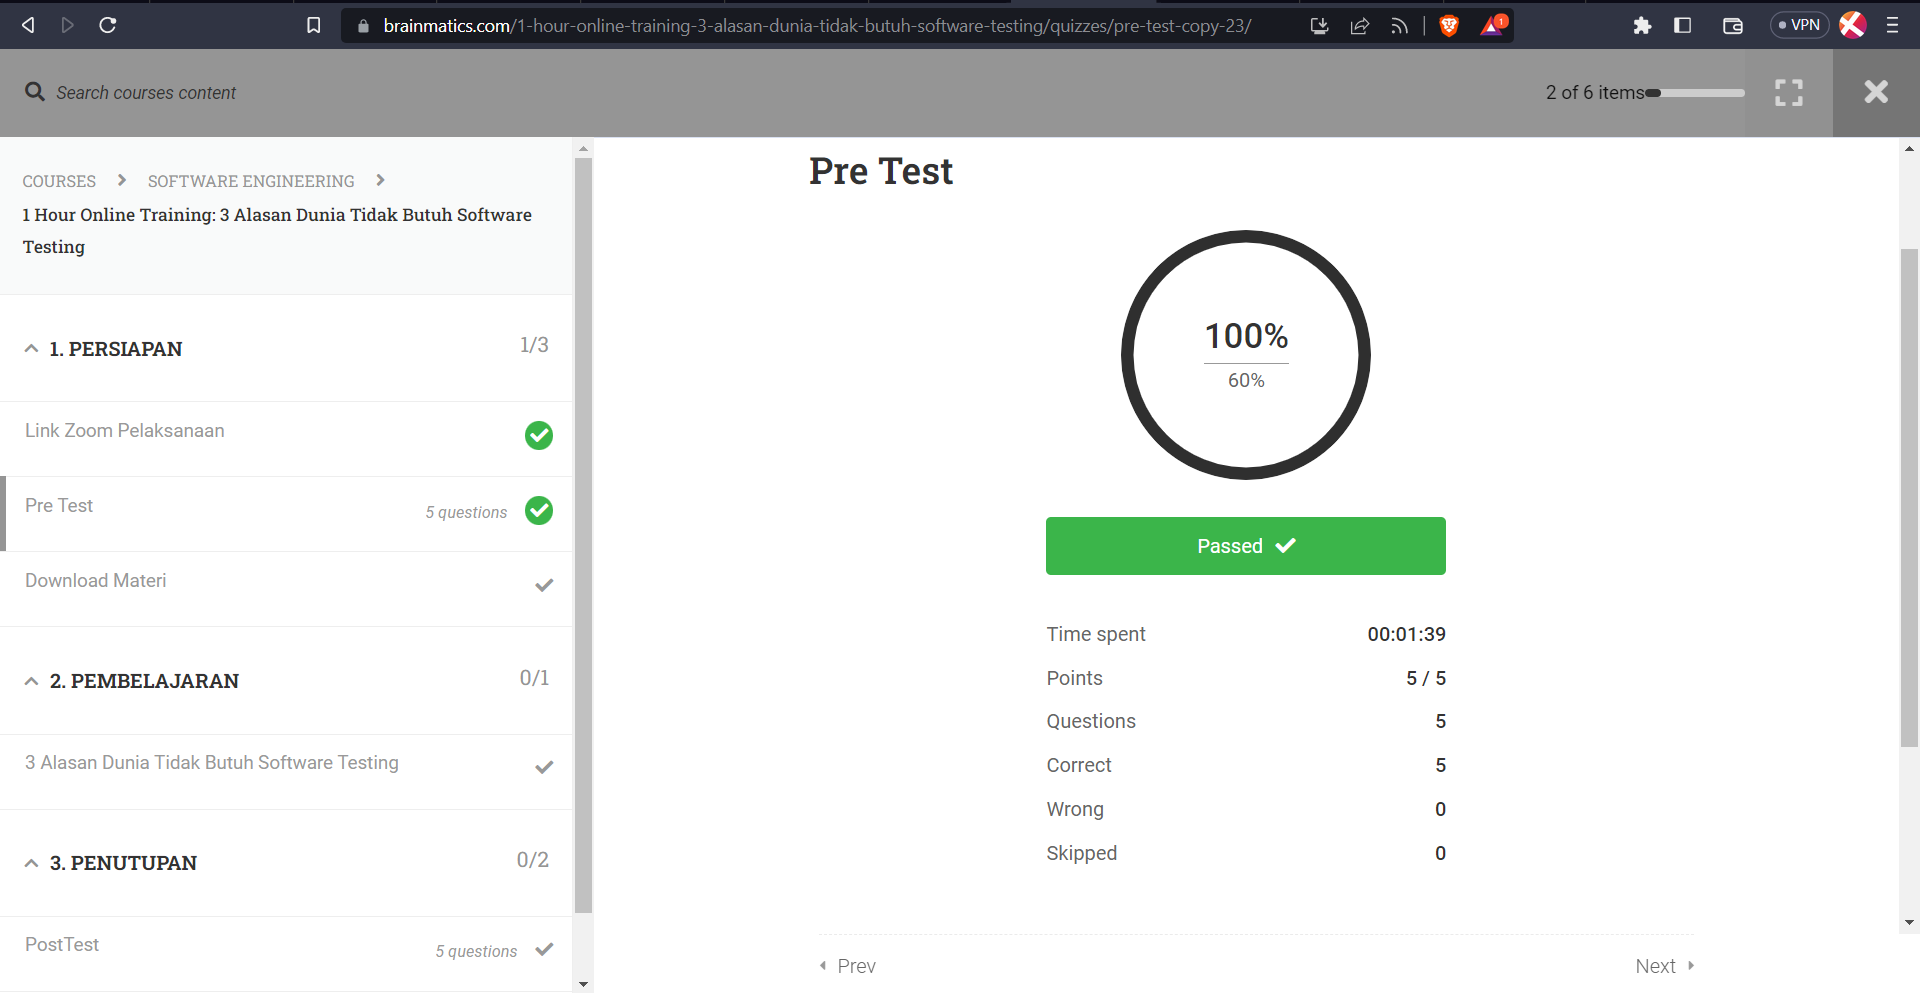 brainmatics.com/1-hour-online-training-3-alasan-dunia-tidak-butuh-software-testing/quizzes/pre-test-copy-23/
1
VPN
Search courses content
2 of 6 items
COURSES
SOFTWARE ENGINEERING
1 Hour Online Training: 3 Alasan Dunia Tidak Butuh Software
Testing
1. PERSIAPAN
1/3
Link Zoom Pelaksanaan
Pre Test
5 questions
Download Materi
2. PEMBELAJARAN
0/1
3 Alasan Dunia Tidak Butuh Software Testing
3. PENUTUPAN
0/2
PostTest
5 questions
Pre Test
100%
60%
Passed
Time spent
00:01:39
Points
5 / 5
Questions
5
Correct
5
Wrong
0
Skipped
0
Prev
Next